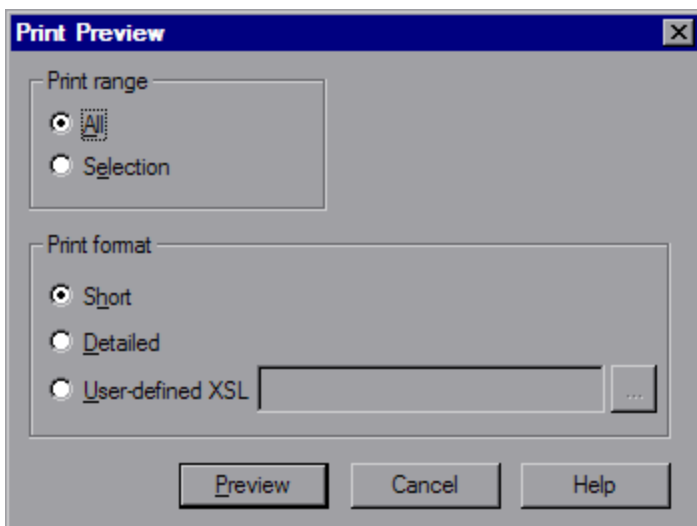 Print Preview
Print range
All
Selection
Print format
Short
Detailed
User-defined XSL ...
Preview Cancel Help